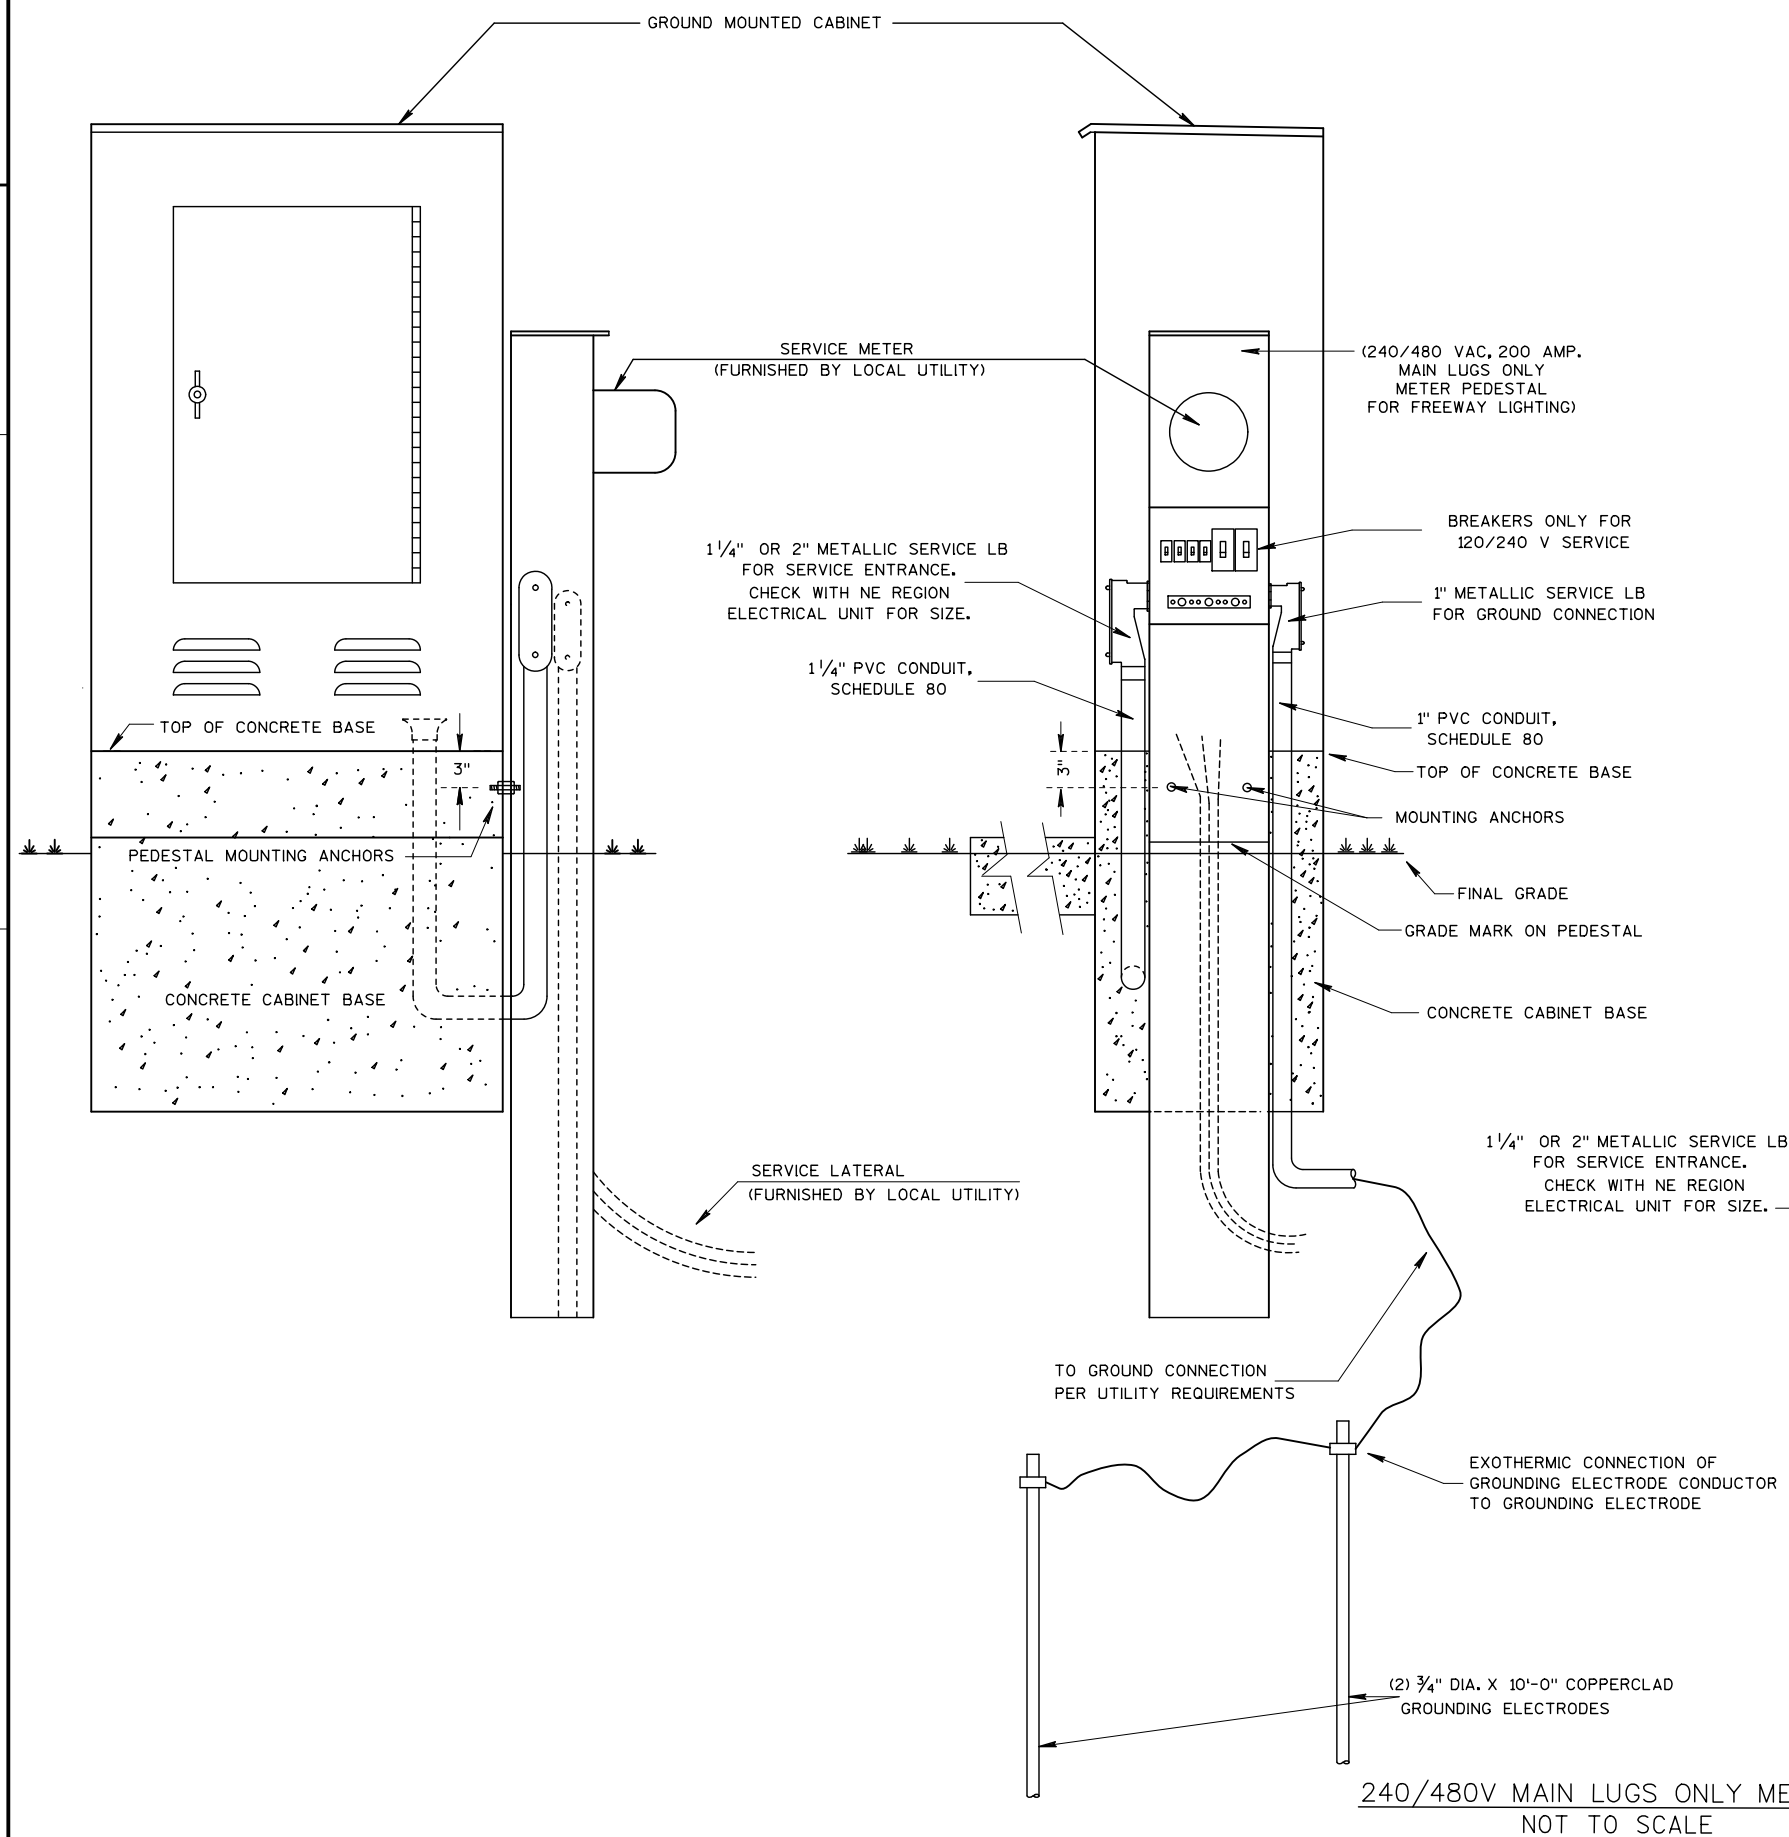 GROUND MOUNTED CABINET
SERVICE METER
(FURNISHED BY LOCAL UTILITY)
(240/480 VAC, 200 AMP.
MAIN LUGS ONLY
METER PEDESTAL
FOR FREEWAY LIGHTING)
BREAKERS ONLY FOR
120/240 V SERVICE
1 1/4" OR 2" METALLIC SERVICE LB
FOR SERVICE ENTRANCE.
CHECK WITH NE REGION
ELECTRICAL UNIT FOR SIZE.
1" METALLIC SERVICE LB
FOR GROUND CONNECTION
1 1/4" PVC CONDUIT,
SCHEDULE 80
1" PVC CONDUIT,
SCHEDULE 80
TOP OF CONCRETE BASE
3"
3"
TOP OF CONCRETE BASE
MOUNTING ANCHORS
PEDESTAL MOUNTING ANCHORS
FINAL GRADE
GRADE MARK ON PEDESTAL
CONCRETE CABINET BASE
CONCRETE CABINET BASE
1 1/4" OR 2" METALLIC SERVICE LB
FOR SERVICE ENTRANCE.
CHECK WITH NE REGION
ELECTRICAL UNIT FOR SIZE.
SERVICE LATERAL
(FURNISHED BY LOCAL UTILITY)
TO GROUND CONNECTION
PER UTILITY REQUIREMENTS
EXOTHERMIC CONNECTION OF
GROUNDING ELECTRODE CONDUCTOR
TO GROUNDING ELECTRODE
(2) 3/4" DIA. X 10'-0" COPPERCLAD
GROUNDING ELECTRODES
240/480V MAIN LUGS ONLY ME
NOT TO SCALE